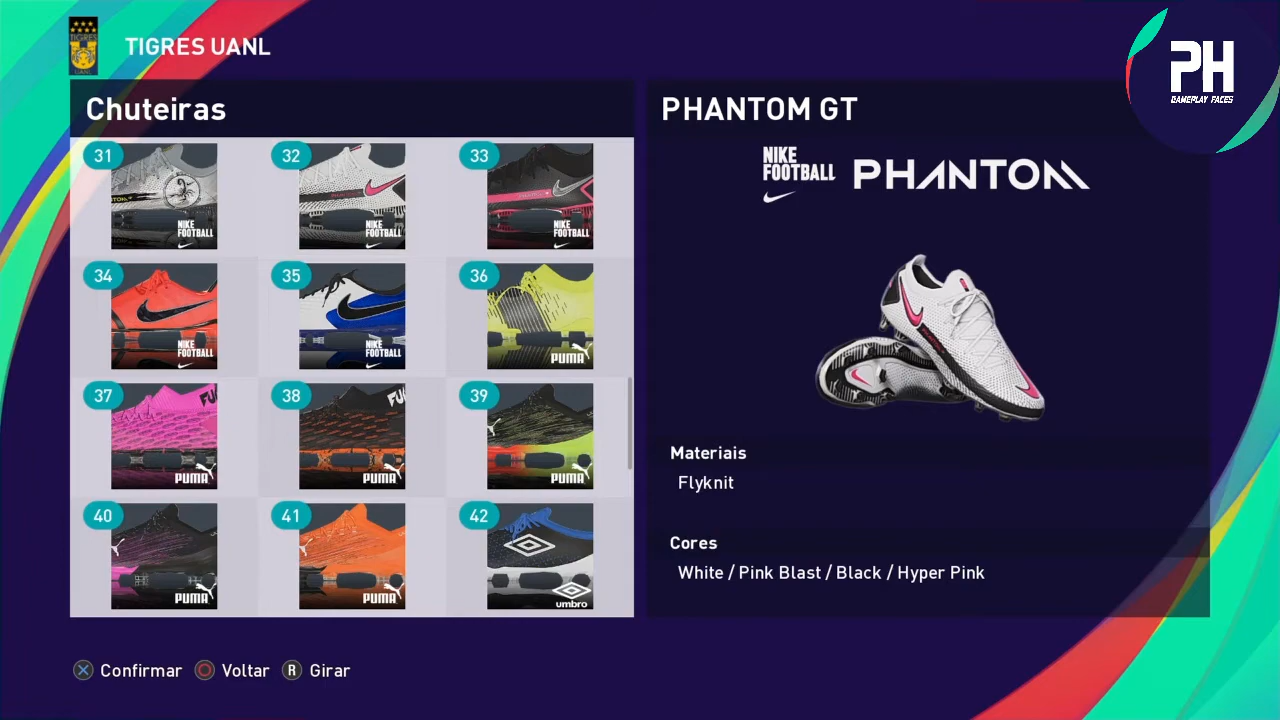 TIGRES UANL
PH
GAMEPLAY FACES
TIGRES
UANL
Chuteiras
31
NIKE
FOOTBALL
32
NIKE
FOOTBALL
33
NIKE
FOOTBALL
34
NIKE
FOOTBALL
35
NIKE
FOOTBALL
36
PUMA
37
PUMA
38
PUMA
39
PUMA
40
PUMA
41
PUMA
42
umbro
PHANTOM GT
NIKE
FOOTBALL
PHANTOM
Materiais
Flyknit
Cores
White / Pink Blast / Black / Hyper Pink
Confirmar
Voltar
R Girar